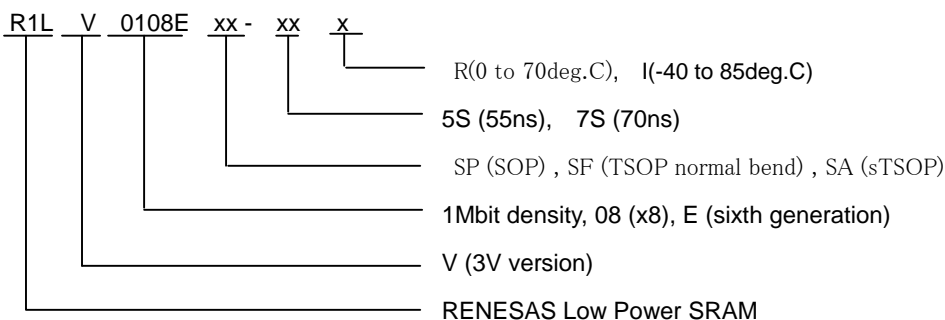 R1L V 0108E xx - xx x
R(0 to 70deg.C), I(-40 to 85deg.C)
5S (55ns), 7S (70ns)
SP (SOP) , SF (TSOP normal bend) , SA (sTSOP)
1Mbit density, 08 (x8), E (sixth generation)
V (3V version)
RENESAS Low Power SRAM